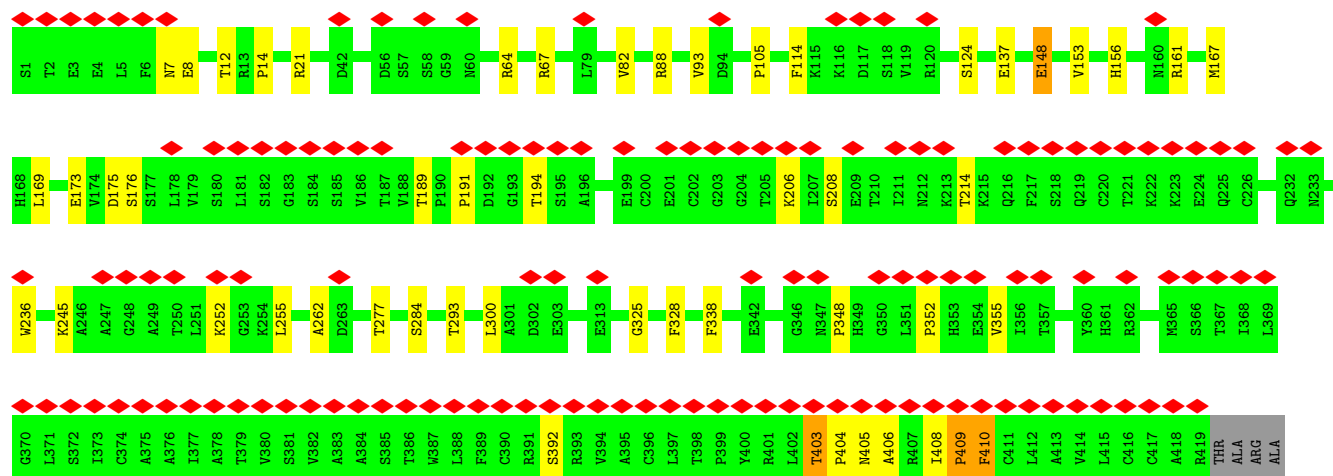 S1 T2 E3 E4 L5 F6 N7 E8 T12 R13 P14 R21 D42 D56 S57 S58 G59 N60 R64 R67 L79 V82 R88 V93 D94 P105 F114 K115 K116 D117 S118 V119 R120 S124 E137 E148 V153 H156 N160 R161 M167
H168 L169 E173 V174 D175 S176 S177 L178 V179 S180 L181 S182 G183 S184 S185 V186 T187 V188 T189 P190 P191 D192 G193 T194 S195 A196 E199 C200 E201 C202 G203 G204 T205 K206 I207 S208 E209 T210 I211 N212 K213 T214 K215 Q216 F217 S218 Q219 C220 T221 K222 K223 E224 Q225 C226 Q232 N233
W236 K245 A246 A247 G248 A249 T250 L251 K252 G253 K254 L255 A262 D263 T277 S284 T293 L300 A301 D302 E303 E313 G325 F328 F338 E342 G346 N347 P348 H349 G350 L351 P352 H353 E354 V355 I356 T357 Y360 H361 R362 M365 S366 T367 I368 L369
G370 L371 S372 I373 C374 A375 A376 I377 A378 T379 V380 S381 V382 A383 A384 S385 T386 W387 L388 F389 C390 R391 S392 R393 V394 A395 C396 L397 T398 P399 Y400 R401 L402 T403 P404 N405 A406 R407 I408 P409 F410 C411 L412 A413 V414 L415 C416 C417 A418 R419 THR ALA ARG ALA